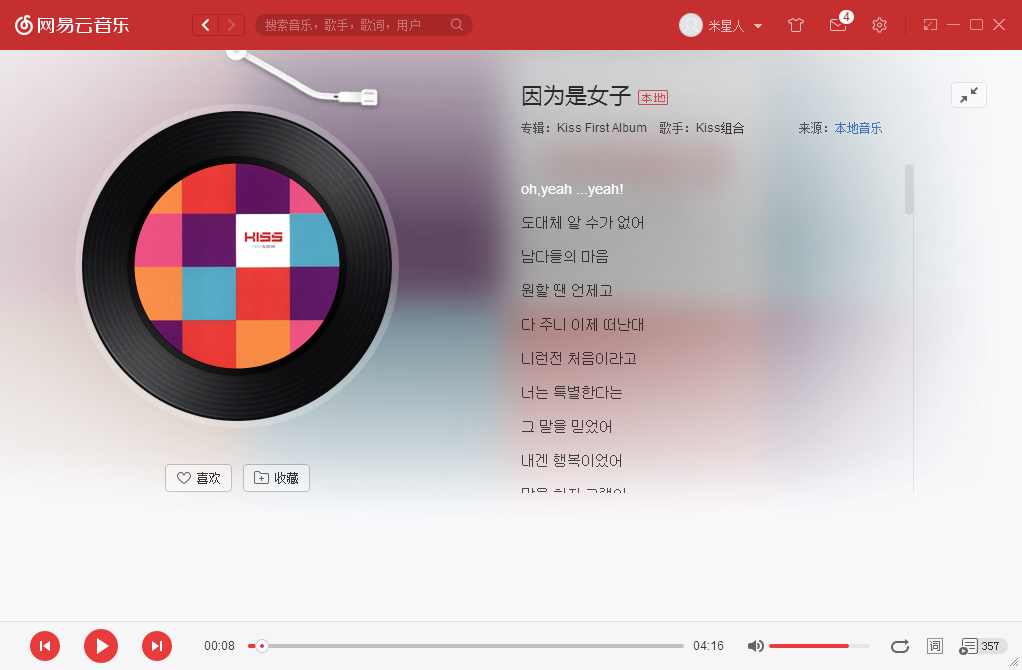 网易云音乐
搜索音乐，歌手，歌词，用户
米星人
4
因为是女子 本地
专辑：Kiss First Album 歌手：Kiss组合 来源：本地音乐
KISS
oh,yeah ...yeah!
도대체 알 수가 없어
남다들의 마음
원할 땐 언제고
다 주니 이제 떠난대
니런전 처음이라고
너는 특별한다는
그 말을 믿었어
내겐 행복이었어
喜欢
收藏
00:08
04:16
词
357